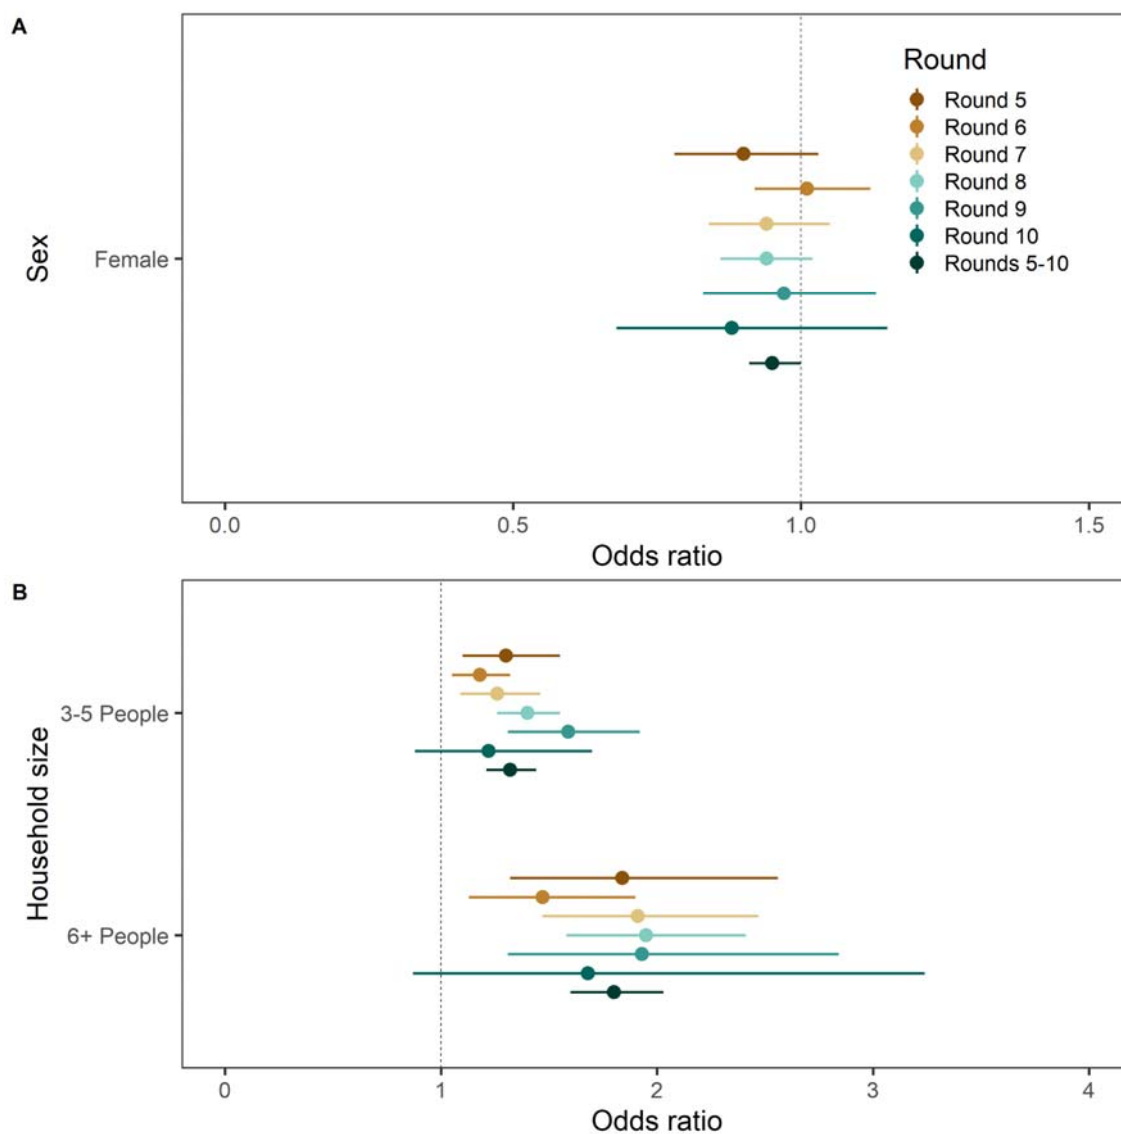 A
Round
Round 5
Round 6
Round 7
Round 8
Round 9
Round 10
Rounds 5-10
Sex
Female
0.0 0.5 1.0 1.5
Odds ratio
B
Household size
3-5 People
6+ People
0 1 2 3 4
Odds ratio